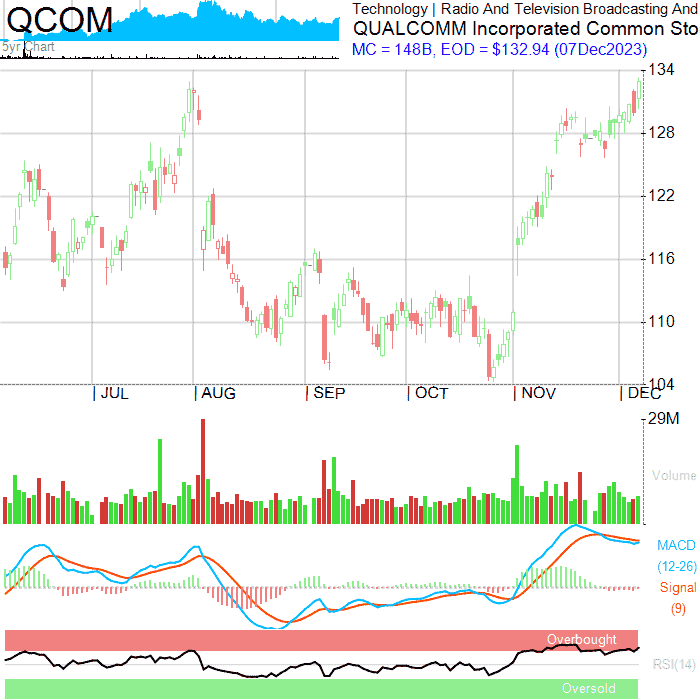 QCOM
5yr Chart
Technology | Radio And Television Broadcasting And
QUALCOMM Incorporated Common Sto
MC = 148B, EOD = $132.94 (07Dec2023)
134
128
122
116
110
104
JUL
AUG
SEP
OCT
NOV
DEC
29M
Volume
MACD
(12-26)
Signal
(9)
Overbought
RSI(14)
Oversold